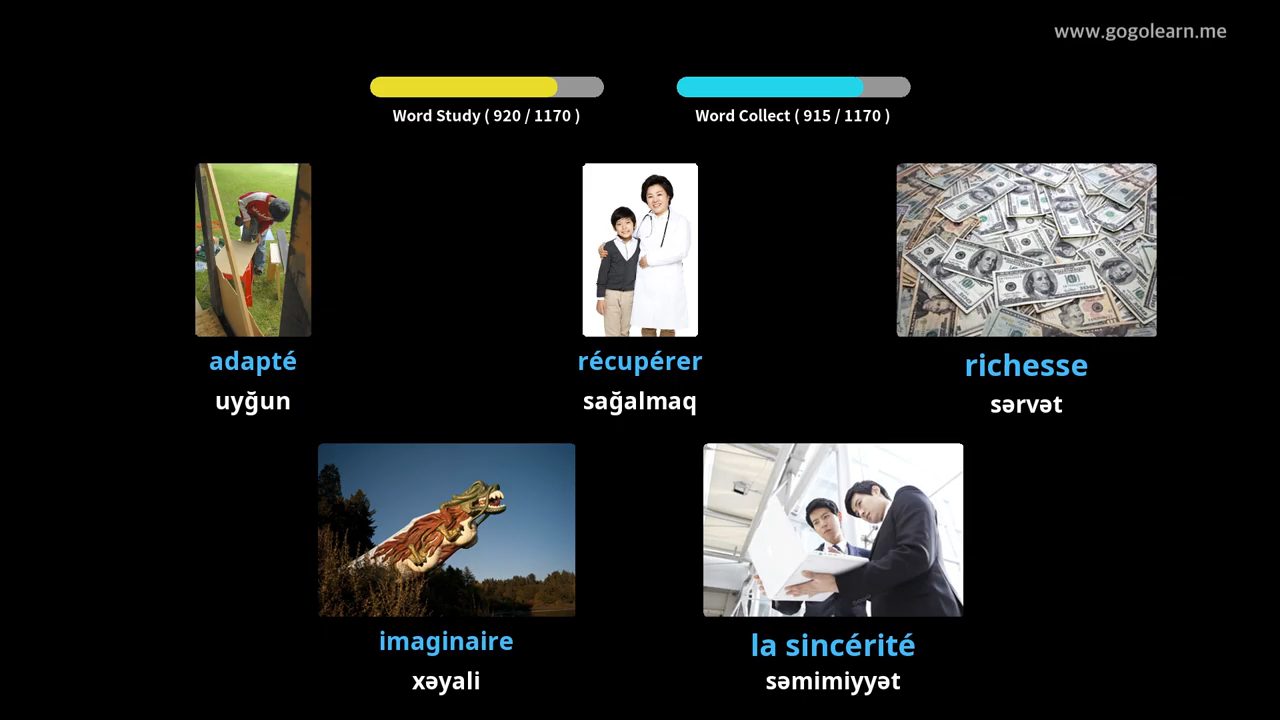 www.gogolearn.me
Word Study ( 920 / 1170 )
Word Collect ( 915 / 1170 )
adapté
uyğun
récupérer
sağalmaq
richesse
sərvət
imaginaire
xəyali
la sincérité
səmimiyyət